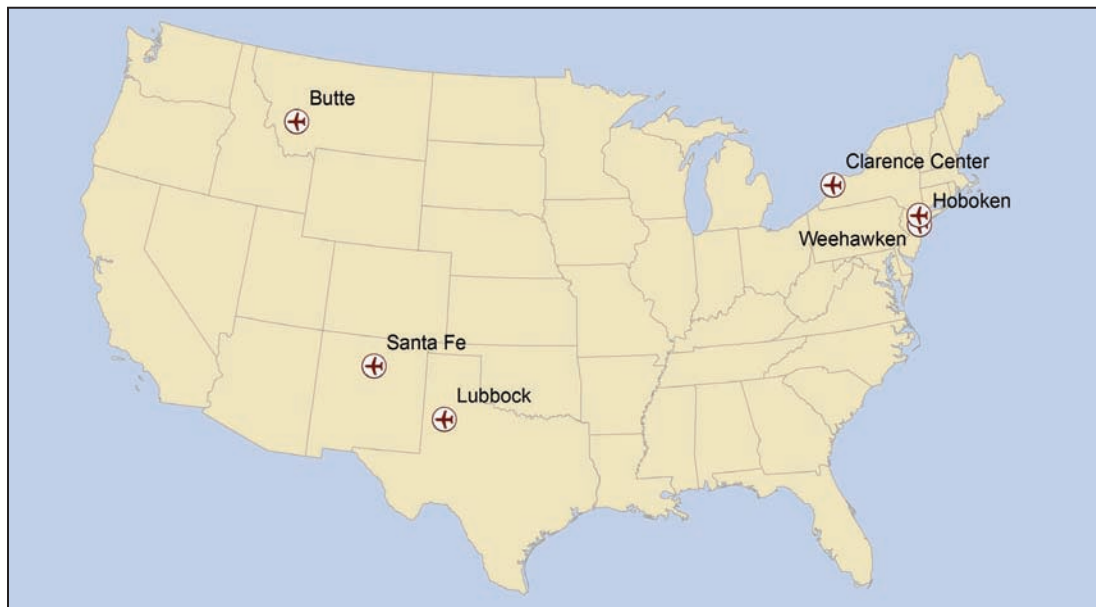 Butte
Clarence Center
Hoboken
Weehawken
Santa Fe
Lubbock